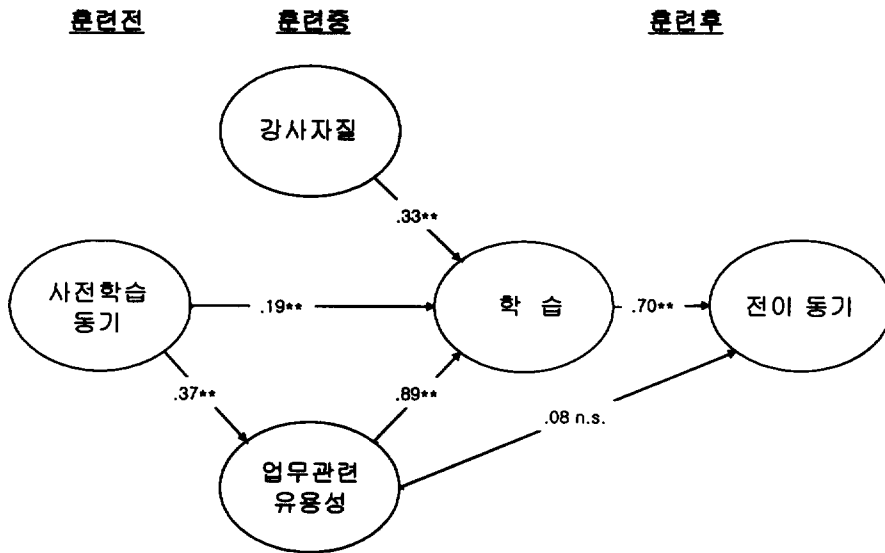 훈련전
훈련중
훈련후
강사자질
.33**
사전학습
동기
.19**
학 습
.70**
전이 동기
.37**
.89**
.08 n.s.
업무관련
유용성